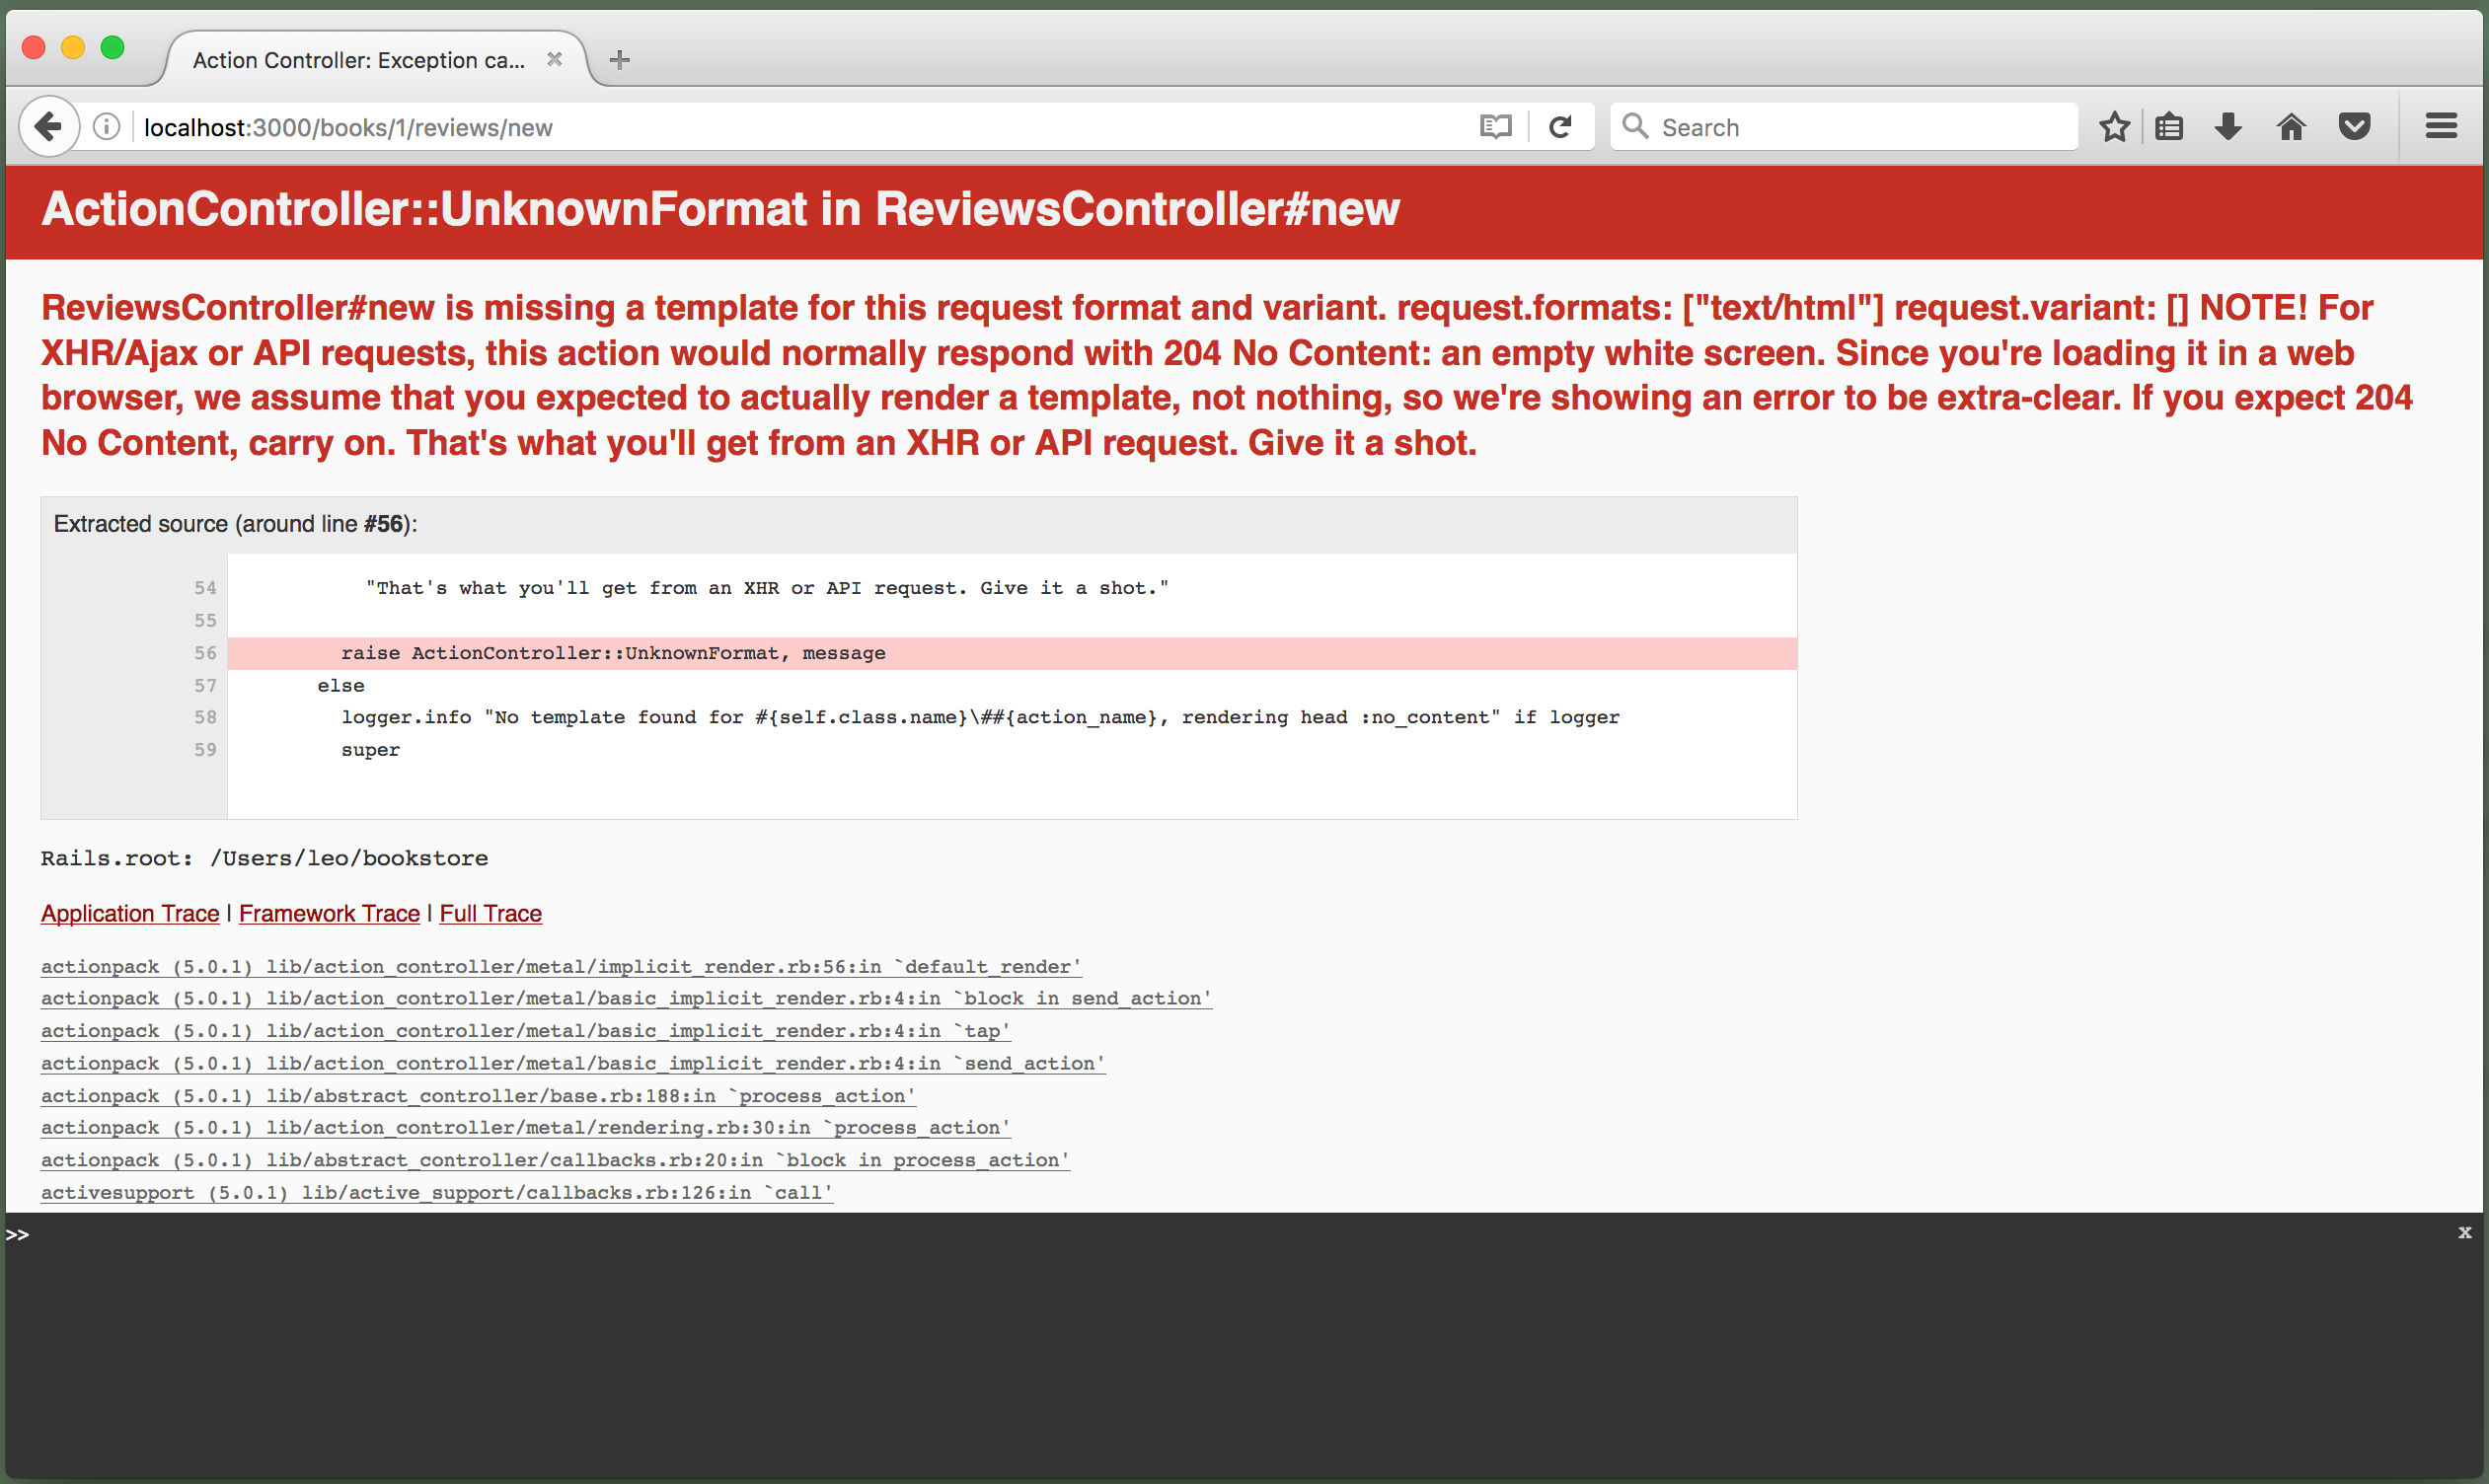 Action Controller: Exception ca...
localhost:3000/books/1/reviews/new
Search
ActionController::UnknownFormat in ReviewsController#new
ReviewsController#new is missing a template for this request format and variant. request.formats: ["text/html"] request.variant: [] NOTE! For
XHR/Ajax or API requests, this action would normally respond with 204 No Content: an empty white screen. Since you're loading it in a web
browser, we assume that you expected to actually render a template, not nothing, so we're showing an error to be extra-clear. If you expect 204
No Content, carry on. That's what you'll get from an XHR or API request. Give it a shot.
Extracted source (around line #56):
54 "That's what you'll get from an XHR or API request. Give it a shot."
55
56 raise ActionController::UnknownFormat, message
57 else
58 logger.info "No template found for #{self.class.name}\##{action_name}, rendering head :no_content" if logger
59 super
Rails.root: /Users/leo/bookstore
Application Trace | Framework Trace | Full Trace
actionpack (5.0.1) lib/action_controller/metal/implicit_render.rb:56:in `default_render'
actionpack (5.0.1) lib/action_controller/metal/basic_implicit_render.rb:4:in `block in send_action'
actionpack (5.0.1) lib/action_controller/metal/basic_implicit_render.rb:4:in `tap'
actionpack (5.0.1) lib/action_controller/metal/basic_implicit_render.rb:4:in `send_action'
actionpack (5.0.1) lib/abstract_controller/base.rb:188:in `process_action'
actionpack (5.0.1) lib/action_controller/metal/rendering.rb:30:in `process_action'
actionpack (5.0.1) lib/abstract_controller/callbacks.rb:20:in `block in process_action'
activesupport (5.0.1) lib/active_support/callbacks.rb:126:in `call'
>> x